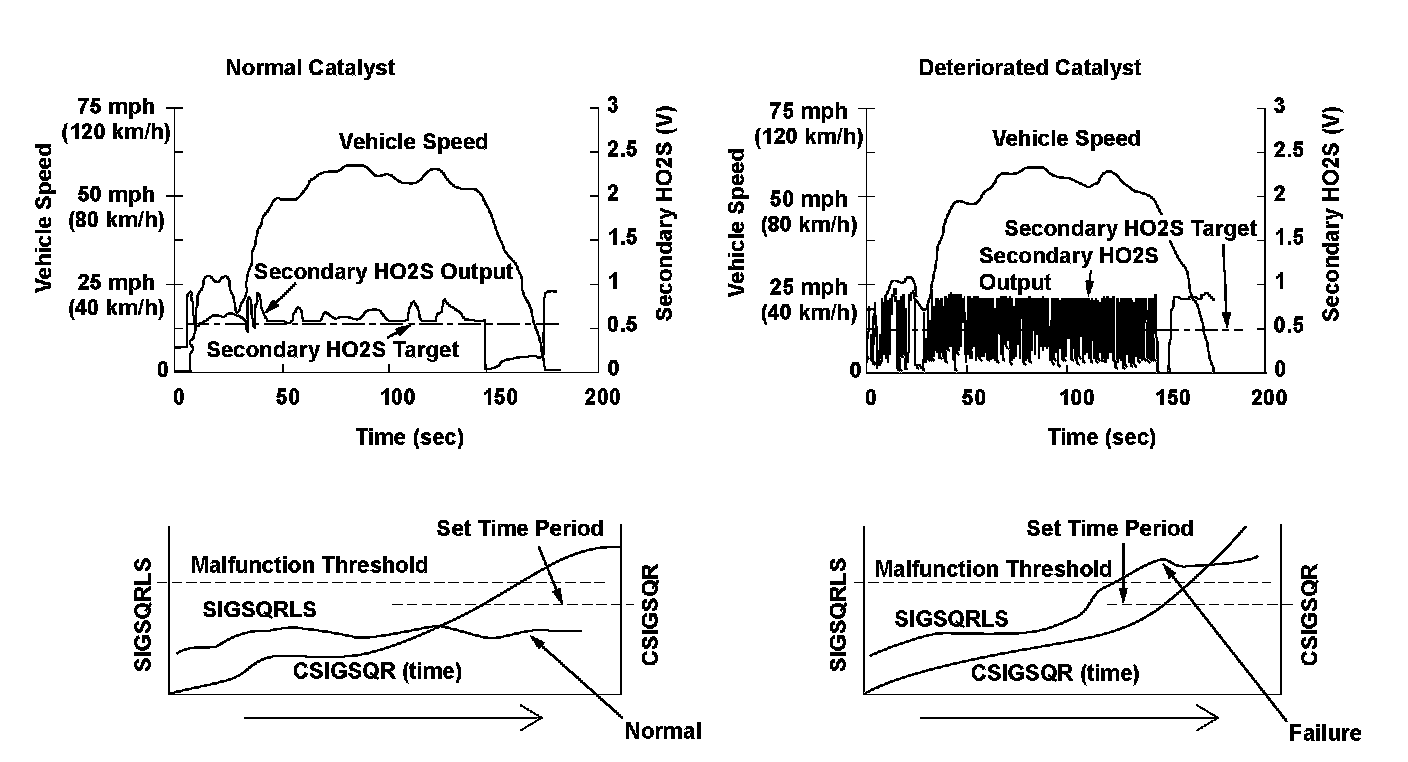 Normal Catalyst
75 mph
(120 km/h)
50 mph
(80 km/h)
25 mph
(40 km/h)
0
Vehicle Speed
Vehicle Speed
Secondary HO2S Output
Secondary HO2S Target
3
2.5
2
1.5
1
0.5
0
Secondary HO2S (V)
0 50 100 150 200
Time (sec)
Deteriorated Catalyst
75 mph
(120 km/h)
50 mph
(80 km/h)
25 mph
(40 km/h)
0
Vehicle Speed
Vehicle Speed
Secondary HO2S Target
Secondary HO2S
Output
3
2.5
2
1.5
1
0.5
0
Secondary HO2S (V)
0 50 100 150 200
Time (sec)
Set Time Period
Malfunction Threshold
SIGSQRLS
SIGSQRLS
CSIGSQR (time)
CSIGSQR
Normal
Set Time Period
Malfunction Threshold
SIGSQRLS
SIGSQRLS
CSIGSQR (time)
CSIGSQR
Failure